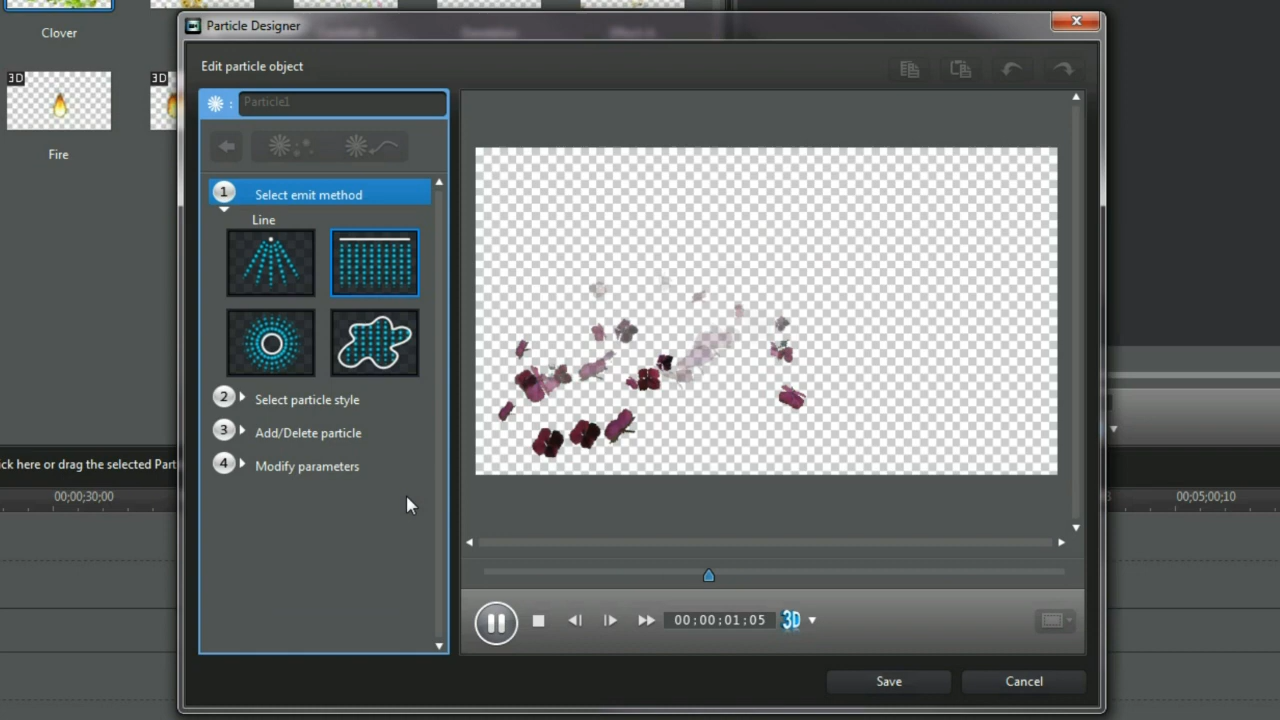 Particle Designer
Clover
3D
3D
Fire
Edit particle object
: Particle1
1 Select emit method
Line
2 Select particle style
3 Add/Delete particle
4 Modify parameters
ick here or drag the selected Part
00;00;30;00
00;05;00;10
00;00;01;05
3D
Save
Cancel